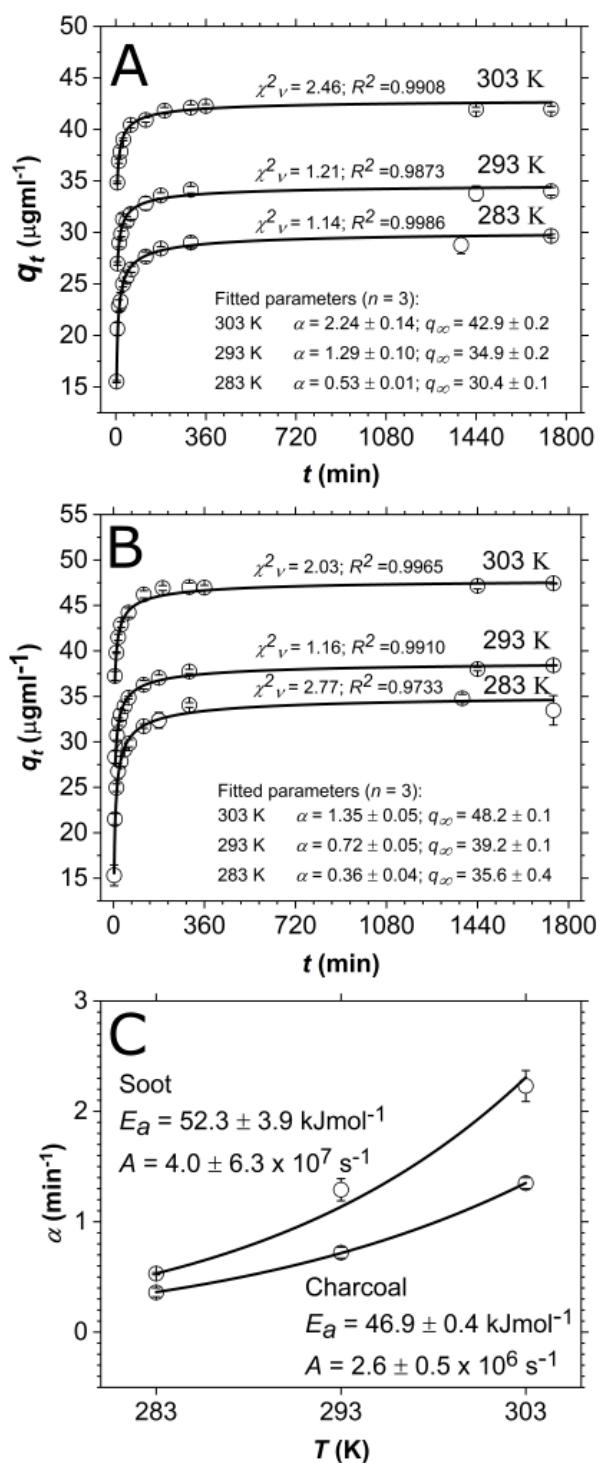 A
50
45
40
35
30
25
20
15
qt (μgml-1)
303 K
χ2ν = 2.46; R2=0.9908
293 K
χ2ν = 1.21; R2=0.9873
283 K
χ2ν = 1.14; R2=0.9986
Fitted parameters (n = 3):
303 K α = 2.24 ± 0.14; q∞ = 42.9 ± 0.2
293 K α = 1.29 ± 0.10; q∞ = 34.9 ± 0.2
283 K α = 0.53 ± 0.01; q∞ = 30.4 ± 0.1
0 360 720 1080 1440 1800
t (min)
B
55
50
45
40
35
30
25
20
15
qt (μgml-1)
303 K
χ2ν = 2.03; R2=0.9965
293 K
χ2ν = 1.16; R2=0.9910
283 K
χ2ν = 2.77; R2=0.9733
Fitted parameters (n = 3):
303 K α = 1.35 ± 0.05; q∞ = 48.2 ± 0.1
293 K α = 0.72 ± 0.05; q∞ = 39.2 ± 0.1
283 K α = 0.36 ± 0.04; q∞ = 35.6 ± 0.4
0 360 720 1080 1440 1800
t (min)
C
3
2
1
0
α (min-1)
Soot
Ea = 52.3 ± 3.9 kJmol-1
A = 4.0 ± 6.3 x 107 s-1
Charcoal
Ea = 46.9 ± 0.4 kJmol-1
A = 2.6 ± 0.5 x 106 s-1
283 293 303
T (K)